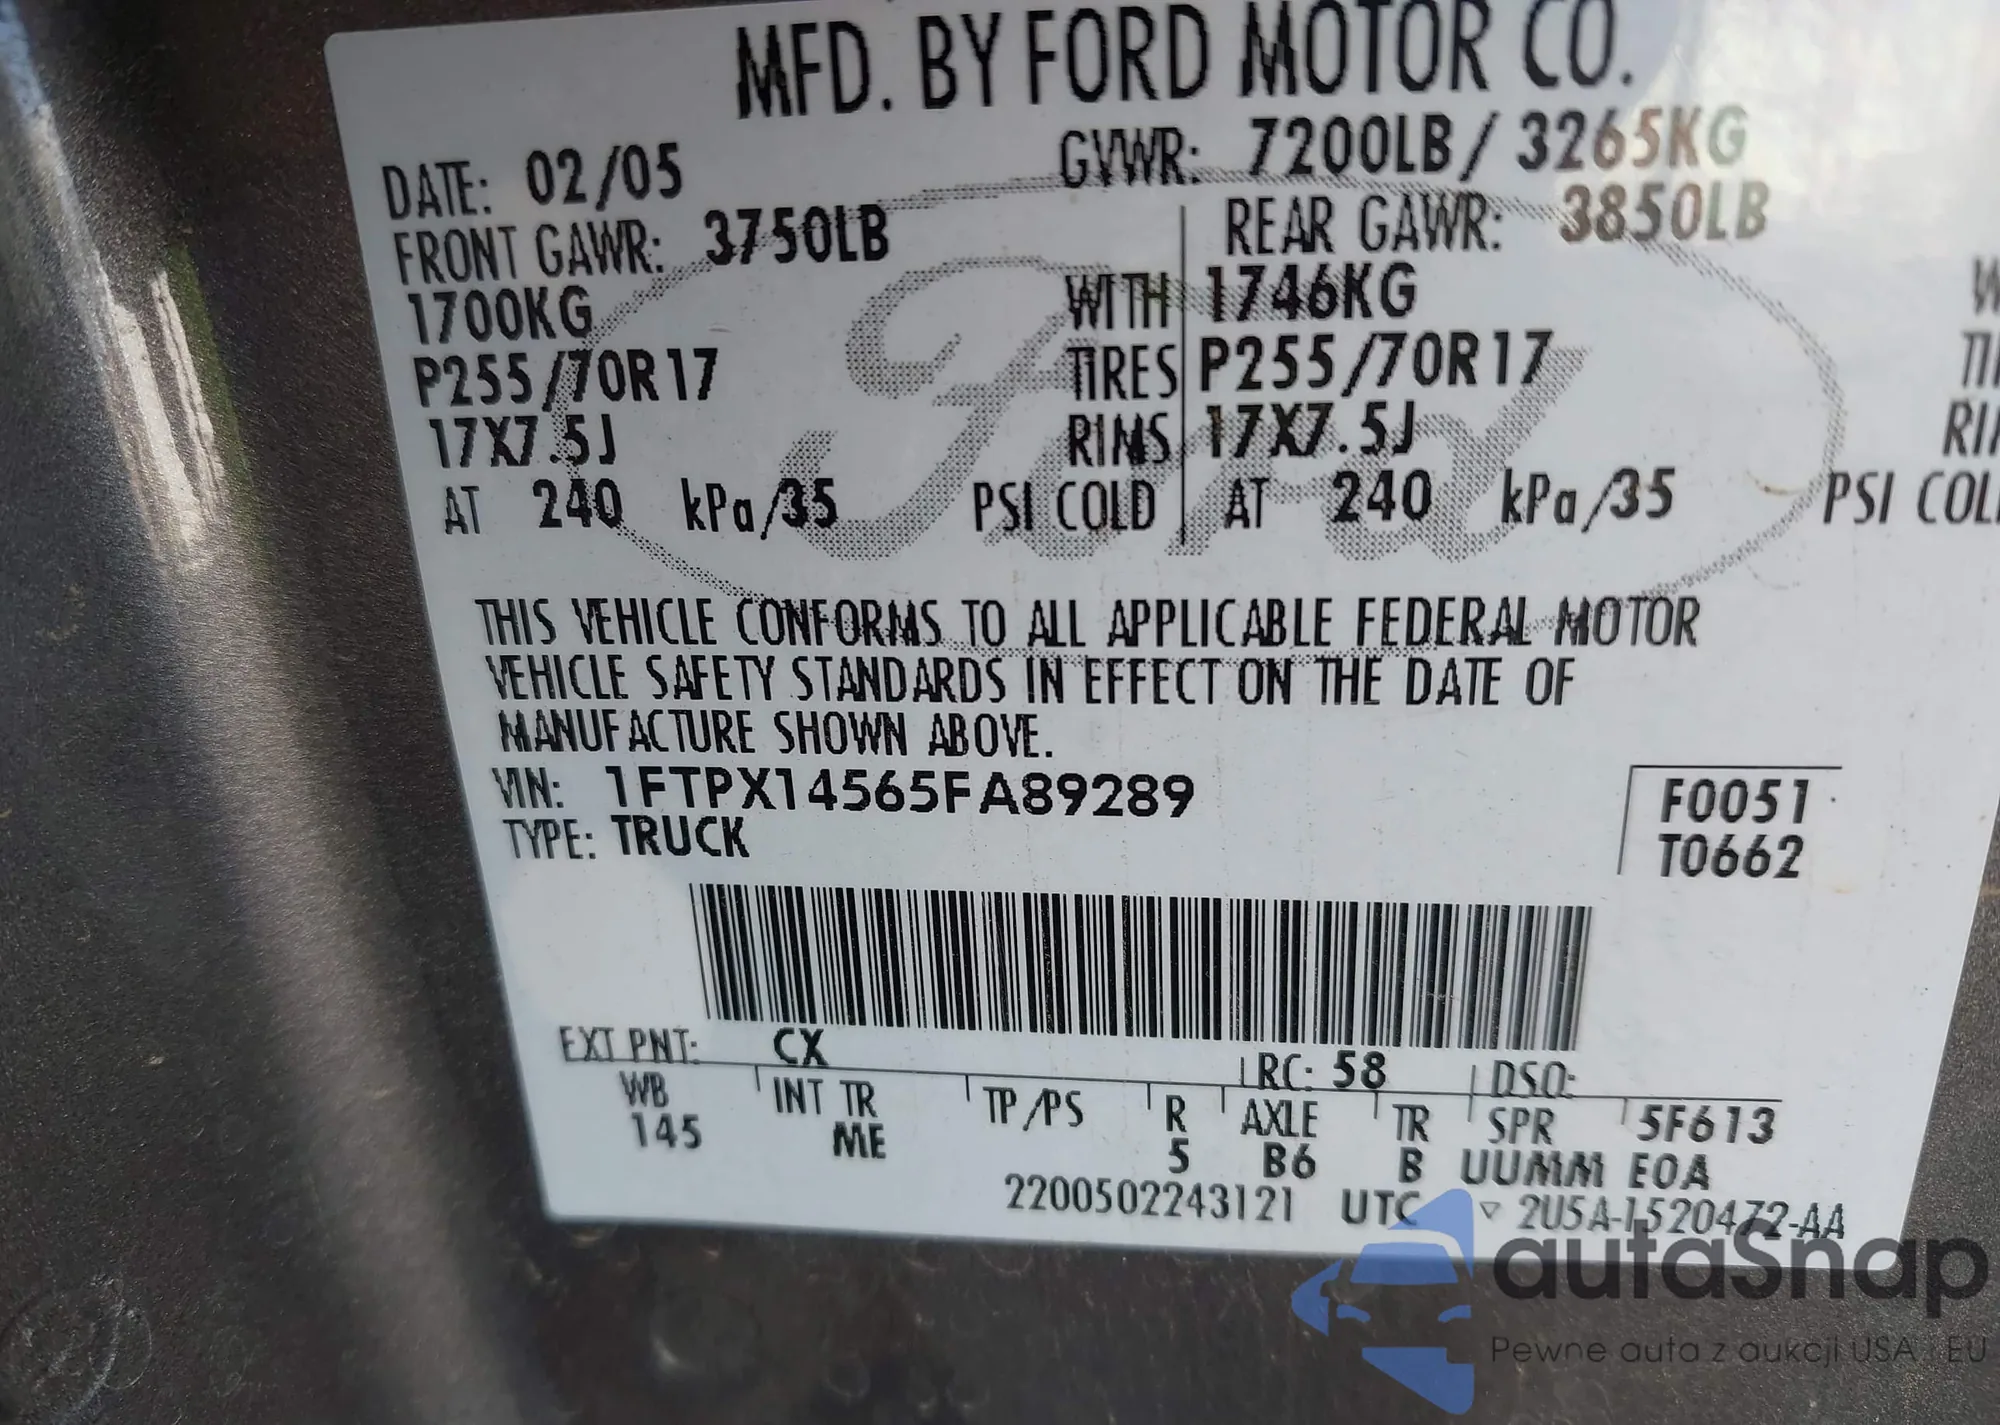 MFD. BY FORD MOTOR CO.
DATE: 02/05 GVWR: 7200LB / 3265KG
FRONT GAWR: 3750LB REAR GAWR: 3850LB
1700KG WITH 1746KG
P255/70R17 TIRES P255/70R17
17X7.5J RIMS 17X7.5J
AT 240 kPa/35 PSI COLD AT 240 kPa/35 PSI COL
Ford
THIS VEHICLE CONFORMS TO ALL APPLICABLE FEDERAL MOTOR
VEHICLE SAFETY STANDARDS IN EFFECT ON THE DATE OF
MANUFACTURE SHOWN ABOVE.
VIN: 1FTPX14565FA89289 F0051
TYPE: TRUCK T0662
EXT PNT: CX RC: 58 DSO:
WB INT TR TP/PS R AXLE TR SPR 5F613
145 ME 5 B6 B UUMM EOA
2200502243121 UTC ▽ 2U5A-1520472-AA
autaSnap
Pewne auta z aukcji USA i EU